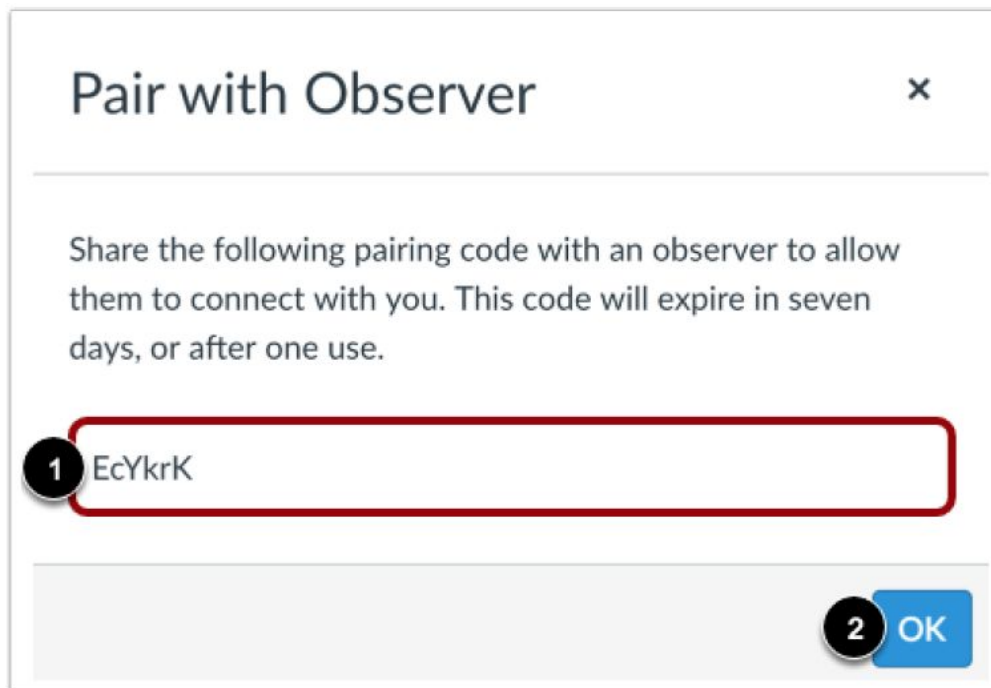 Pair with Observer ×
Share the following pairing code with an observer to allow
them to connect with you. This code will expire in seven
days, or after one use.
1 EcYkrK
2 OK